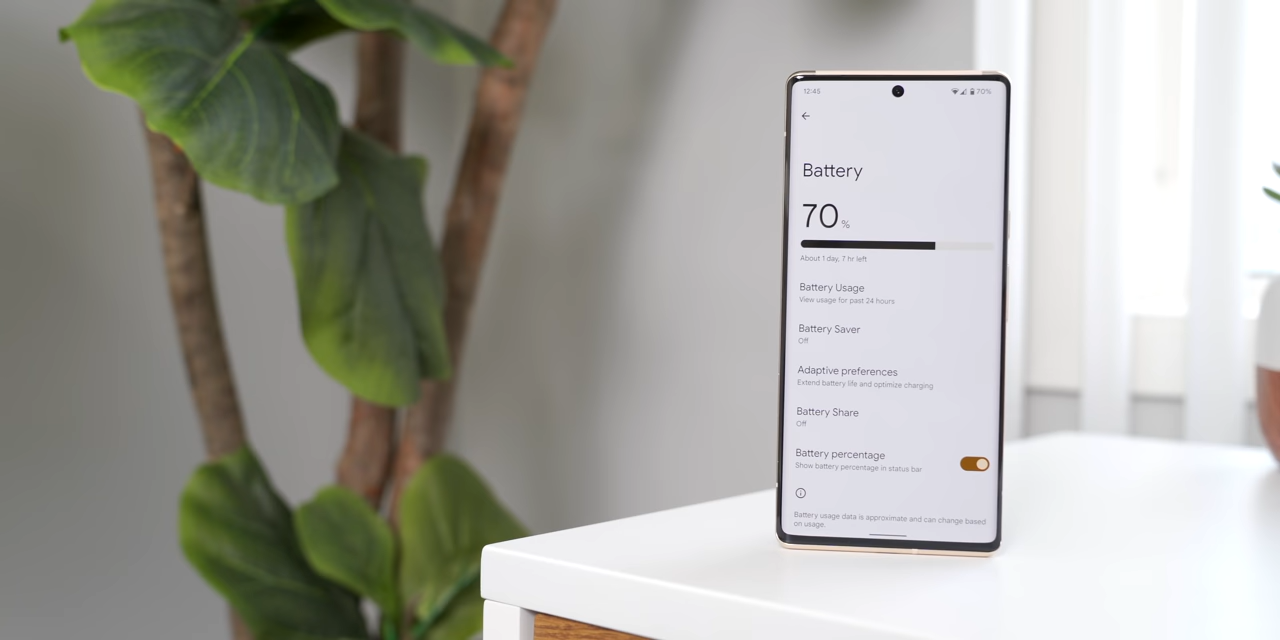 12:45 70%
Battery
70 %
About 1 day, 7 hr left
Battery Usage
View usage for past 24 hours
Battery Saver
Off
Adaptive preferences
Extend battery life and optimize charging
Battery Share
Off
Battery percentage
Show battery percentage in status bar
Battery usage data is approximate and can change based
on usage.